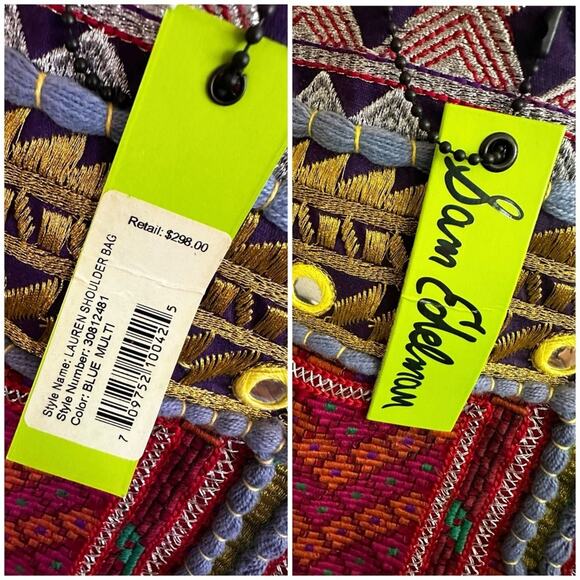 Retail: $298.00
Style Name: LAUREN SHOULDER BAG
Style Number: 30812481
Color: BLUE MULTI
7 09752 10042 5
Sam Edelman